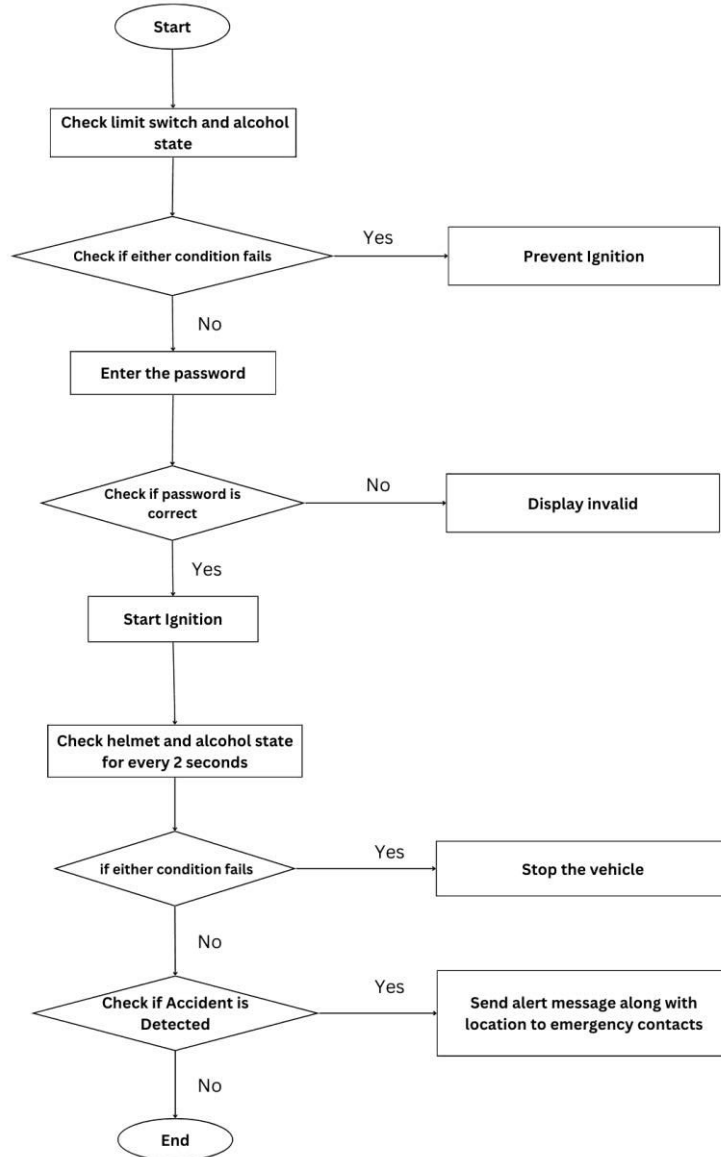 Start
Check limit switch and alcohol
state
Check if either condition fails
Yes
Prevent Ignition
No
Enter the password
Check if password is
correct
No
Display invalid
Yes
Start Ignition
Check helmet and alcohol state
for every 2 seconds
if either condition fails
Yes
Stop the vehicle
No
Check if Accident is
Detected
Yes
Send alert message along with
location to emergency contacts
No
End